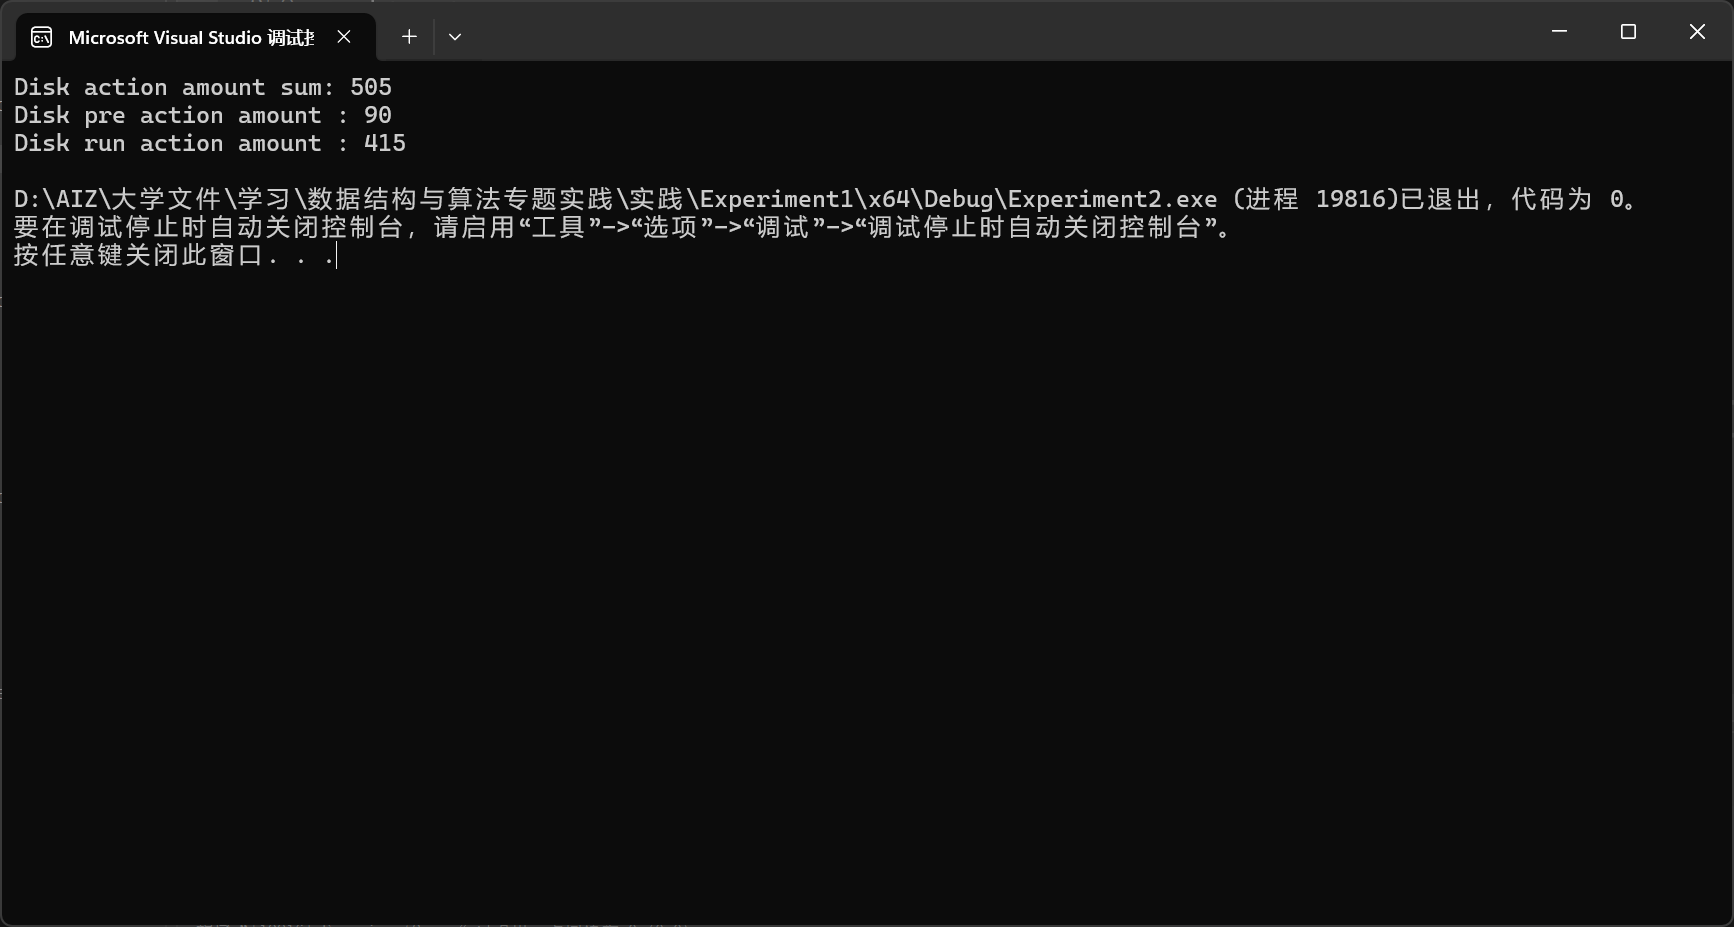 Microsoft Visual Studio 调试
Disk action amount sum: 505
Disk pre action amount : 90
Disk run action amount : 415
D:\AIZ\大学文件\学习\数据结构与算法专题实践\实践\Experiment1\x64\Debug\Experiment2.exe (进程 19816)已退出，代码为 0。
要在调试停止时自动关闭控制台，请启用“工具”->“选项”->“调试”->“调试停止时自动关闭控制台”。
按任意键关闭此窗口. . .